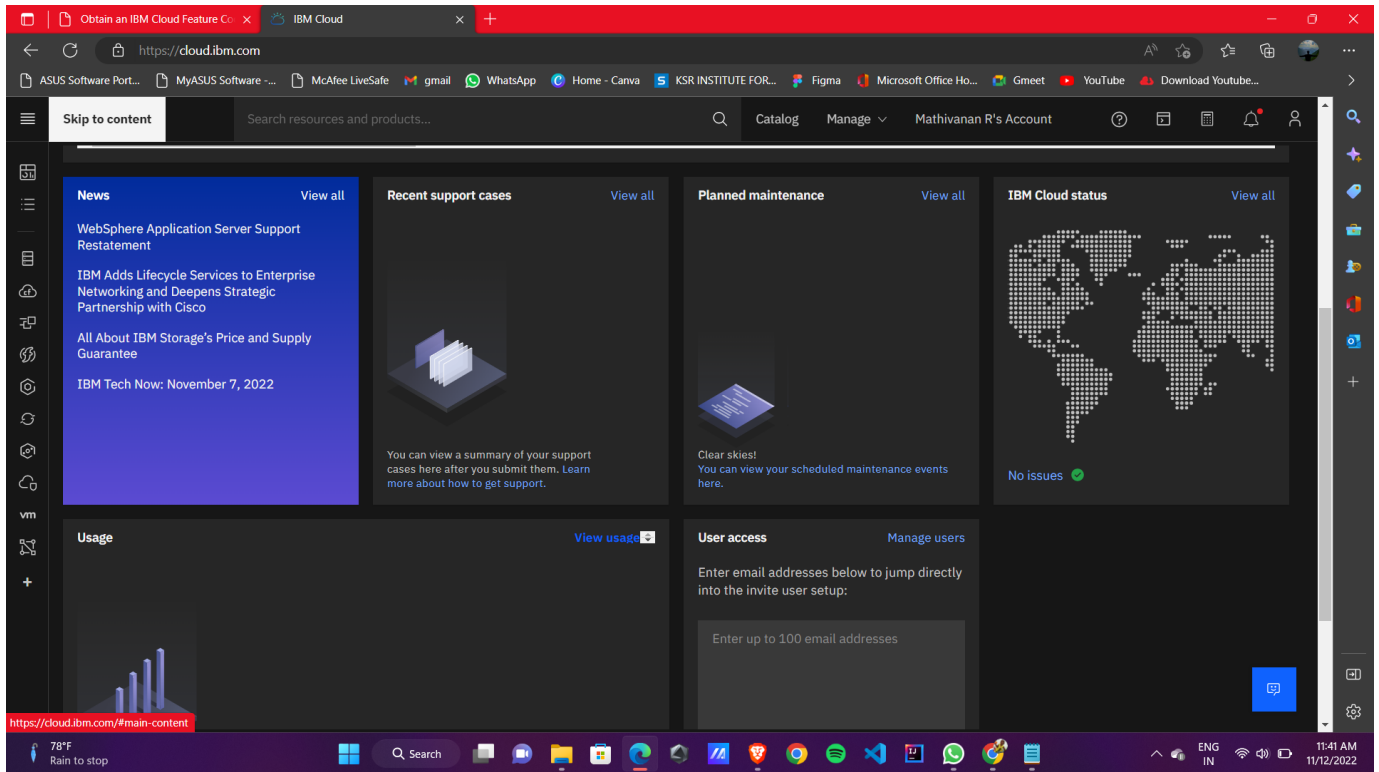 Obtain an IBM Cloud Feature Co
IBM Cloud
https://cloud.ibm.com
ASUS Software Port...
MyASUS Software -...
McAfee LiveSafe
gmail
WhatsApp
Home - Canva
KSR INSTITUTE FOR...
Figma
Microsoft Office Ho...
Gmeet
YouTube
Download Youtube...
Skip to content
Search resources and products...
Catalog
Manage
Mathivanan R's Account
News
View all
WebSphere Application Server Support
Restatement
IBM Adds Lifecycle Services to Enterprise
Networking and Deepens Strategic
Partnership with Cisco
All About IBM Storage's Price and Supply
Guarantee
IBM Tech Now: November 7, 2022
Recent support cases
View all
You can view a summary of your support
cases here after you submit them. Learn
more about how to get support.
Planned maintenance
View all
Clear skies!
You can view your scheduled maintenance events
here.
IBM Cloud status
View all
No issues
vm
Usage
View usage
User access
Manage users
Enter email addresses below to jump directly
into the invite user setup:
Enter up to 100 email addresses
https://cloud.ibm.com/#main-content
78°F
Rain to stop
Search
ENG
IN
11:41 AM
11/12/2022